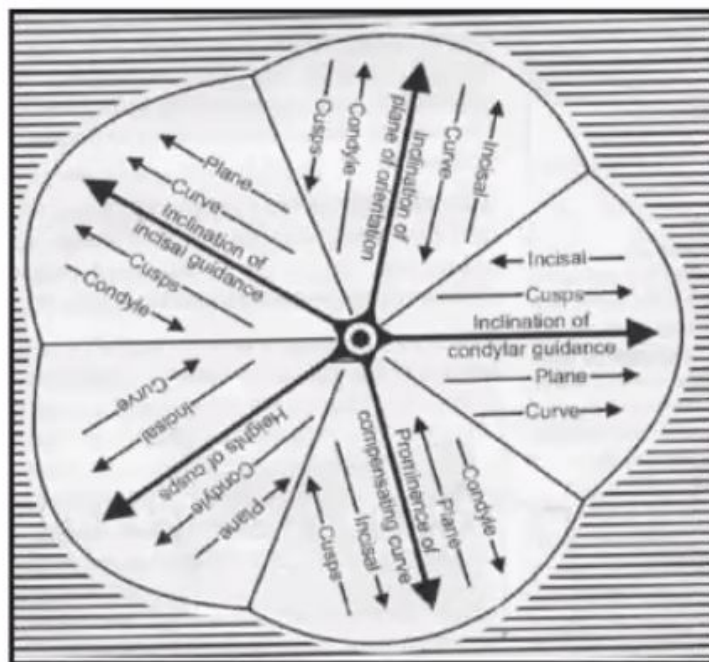 Cusps
Condyle
Inclination of
plane of orientation
Curve
Incisal
Incisal
Cusps
Inclination of
condylar guidance
Plane
Curve
Condyle
Plane
Prominence of
compensating curve
Incisal
Cusps
Plane
Condyle
Heights of cusps
Incisal
Curve
Condyle
Cusps
Inclination of
incisal guidance
Curve
Plane